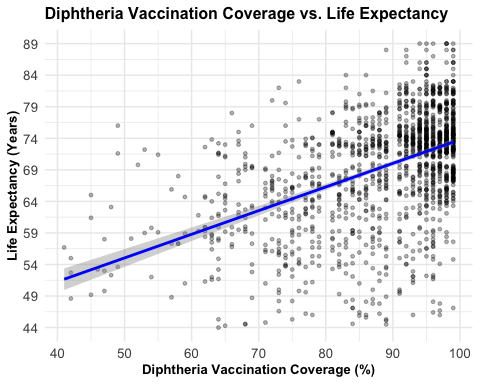 Diphtheria Vaccination Coverage vs. Life Expectancy
Life Expectancy (Years)
89
84
79
74
69
64
59
54
49
44
40 50 60 70 80 90 100
Diphtheria Vaccination Coverage (%)